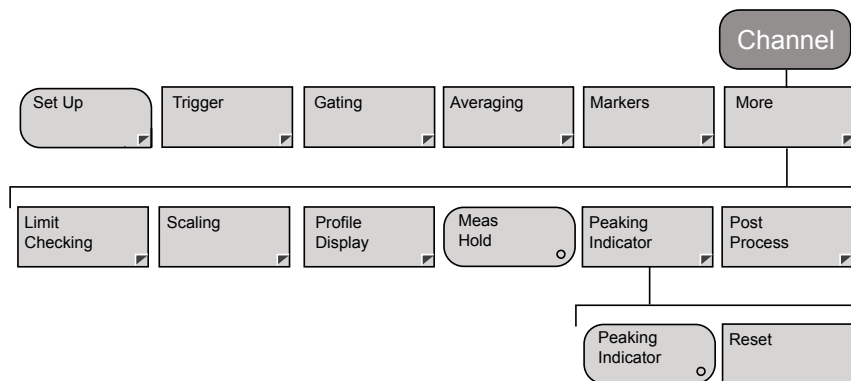 Channel
Set Up
Trigger
Gating
Averaging
Markers
More
Limit
Checking
Scaling
Profile
Display
Meas
Hold
Peaking
Indicator
Post
Process
Peaking
Indicator
Reset